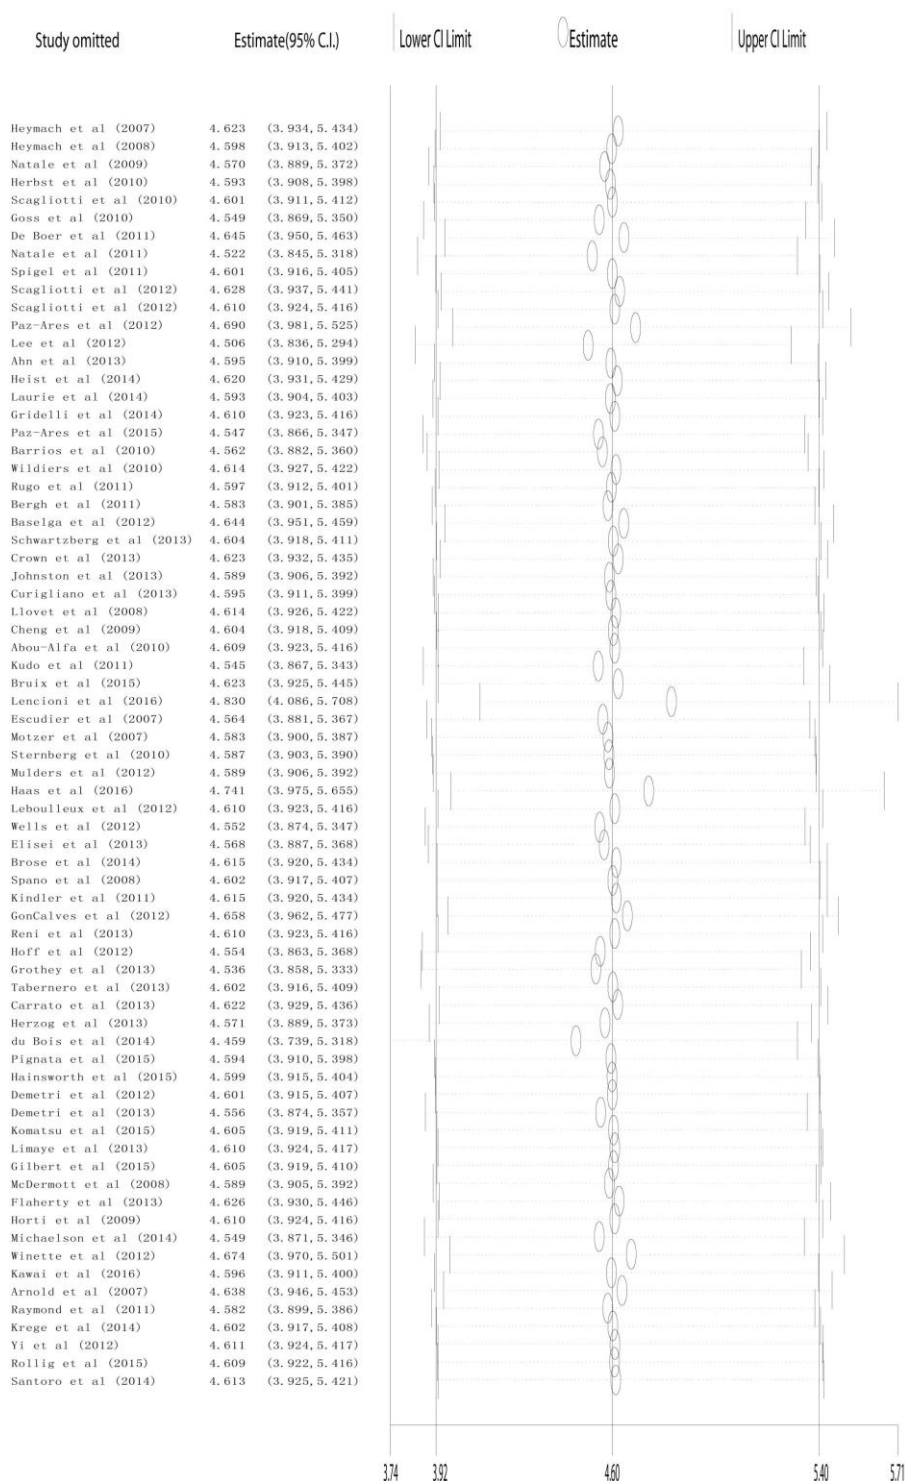 Study omitted Estimate(95% C.I.) Lower CI Limit Estimate Upper CI Limit
Heymach et al (2007) 4.623 (3.934, 5.434)
Heymach et al (2008) 4.598 (3.913, 5.402)
Natale et al (2009) 4.570 (3.889, 5.372)
Herbst et al (2010) 4.593 (3.908, 5.398)
Scagliotti et al (2010) 4.601 (3.911, 5.412)
Goss et al (2010) 4.549 (3.869, 5.350)
De Boer et al (2011) 4.645 (3.950, 5.463)
Natale et al (2011) 4.522 (3.845, 5.318)
Spigel et al (2011) 4.601 (3.916, 5.405)
Scagliotti et al (2012) 4.628 (3.937, 5.441)
Scagliotti et al (2012) 4.610 (3.924, 5.416)
Paz-Ares et al (2012) 4.690 (3.981, 5.525)
Lee et al (2012) 4.506 (3.836, 5.294)
Ahn et al (2013) 4.595 (3.910, 5.399)
Heist et al (2014) 4.620 (3.931, 5.429)
Laurie et al (2014) 4.593 (3.904, 5.403)
Gridelli et al (2014) 4.610 (3.923, 5.416)
Paz-Ares et al (2015) 4.547 (3.866, 5.347)
Barrios et al (2010) 4.562 (3.882, 5.360)
Wildiers et al (2010) 4.614 (3.927, 5.422)
Rugo et al (2011) 4.597 (3.912, 5.401)
Bergh et al (2011) 4.583 (3.901, 5.385)
Baselga et al (2012) 4.644 (3.951, 5.459)
Schwartzberg et al (2013) 4.604 (3.918, 5.411)
Crown et al (2013) 4.623 (3.932, 5.435)
Johnston et al (2013) 4.589 (3.906, 5.392)
Curigliano et al (2013) 4.595 (3.911, 5.399)
Llovet et al (2008) 4.614 (3.926, 5.422)
Cheng et al (2009) 4.604 (3.918, 5.409)
Abou-Alfa et al (2010) 4.609 (3.923, 5.416)
Kudo et al (2011) 4.545 (3.867, 5.343)
Bruix et al (2015) 4.623 (3.925, 5.445)
Lencioni et al (2016) 4.830 (4.086, 5.708)
Escudier et al (2007) 4.564 (3.881, 5.367)
Motzer et al (2007) 4.583 (3.900, 5.387)
Sternberg et al (2010) 4.587 (3.903, 5.390)
Mulders et al (2012) 4.589 (3.906, 5.392)
Haas et al (2016) 4.741 (3.975, 5.655)
Leboulleux et al (2012) 4.610 (3.923, 5.416)
Wells et al (2012) 4.552 (3.874, 5.347)
Elisei et al (2013) 4.568 (3.887, 5.368)
Brose et al (2014) 4.615 (3.920, 5.434)
Spano et al (2008) 4.602 (3.917, 5.407)
Kindler et al (2011) 4.615 (3.920, 5.434)
GonCalves et al (2012) 4.658 (3.962, 5.477)
Reni et al (2013) 4.610 (3.923, 5.416)
Hoff et al (2012) 4.554 (3.863, 5.368)
Grothey et al (2013) 4.536 (3.858, 5.333)
Tabernero et al (2013) 4.602 (3.916, 5.409)
Carrato et al (2013) 4.622 (3.929, 5.436)
Herzog et al (2013) 4.571 (3.889, 5.373)
du Bois et al (2014) 4.459 (3.739, 5.318)
Pignata et al (2015) 4.594 (3.910, 5.398)
Hainsworth et al (2015) 4.599 (3.915, 5.404)
Demetri et al (2012) 4.601 (3.915, 5.407)
Demetri et al (2013) 4.556 (3.874, 5.357)
Komatsu et al (2015) 4.605 (3.919, 5.411)
Limaye et al (2013) 4.610 (3.924, 5.417)
Gilbert et al (2015) 4.605 (3.919, 5.410)
McDermott et al (2008) 4.589 (3.905, 5.392)
Flaherty et al (2013) 4.626 (3.930, 5.446)
Horti et al (2009) 4.610 (3.924, 5.416)
Michaelson et al (2014) 4.549 (3.871, 5.346)
Winette et al (2012) 4.674 (3.970, 5.501)
Kawai et al (2016) 4.596 (3.911, 5.400)
Arnold et al (2007) 4.638 (3.946, 5.453)
Raymond et al (2011) 4.582 (3.899, 5.386)
Krege et al (2014) 4.602 (3.917, 5.408)
Yi et al (2012) 4.611 (3.924, 5.417)
Rollig et al (2015) 4.609 (3.922, 5.416)
Santoro et al (2014) 4.613 (3.925, 5.421)
3.74 3.92 4.60 5.40 5.71